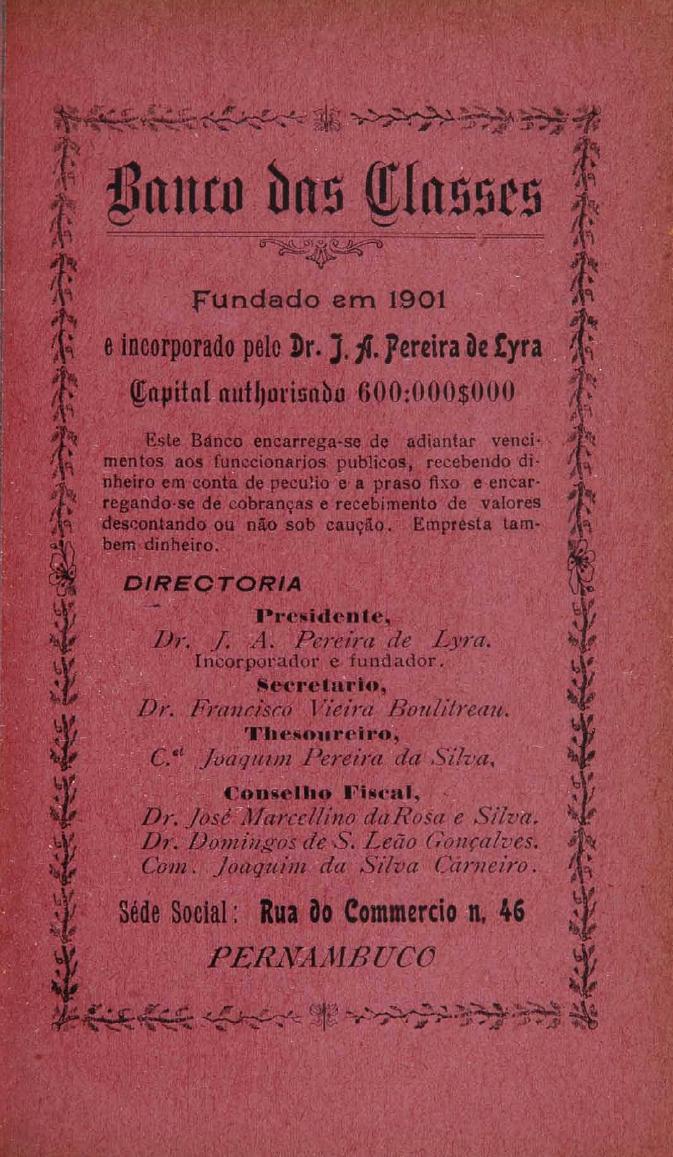 Banco das Classes
Fundado em 1901
e incorporado pelo Dr. J. A. Pereira de Lyra
Capital authorisado 600:000$000
Este Banco encarrega-se de adiantar venci-
mentos aos funccionarios publicos, recebendo di-
nheiro em conta de peculio e a praso fixo e encar-
regando-se de cobranças e recebimento de valores
descontando ou não sob caução. Empresta tam-
bem dinheiro.
DIRECTORIA
Presidente,
Dr. J. A. Pereira de Lyra.
Incorporador e fundador.
Secretario,
Dr. Francisco Vieira Boulitreau.
Thesoureiro,
C.el Joaquim Pereira da Silva,
Conselho Fiscal,
Dr. José Marcellino da Rosa e Silva.
Dr. Domingos de S. Leão Gonçalves.
Com. Joaquim da Silva Carneiro.
Séde Social: Rua do Commercio n, 46
PERNAMBUCO